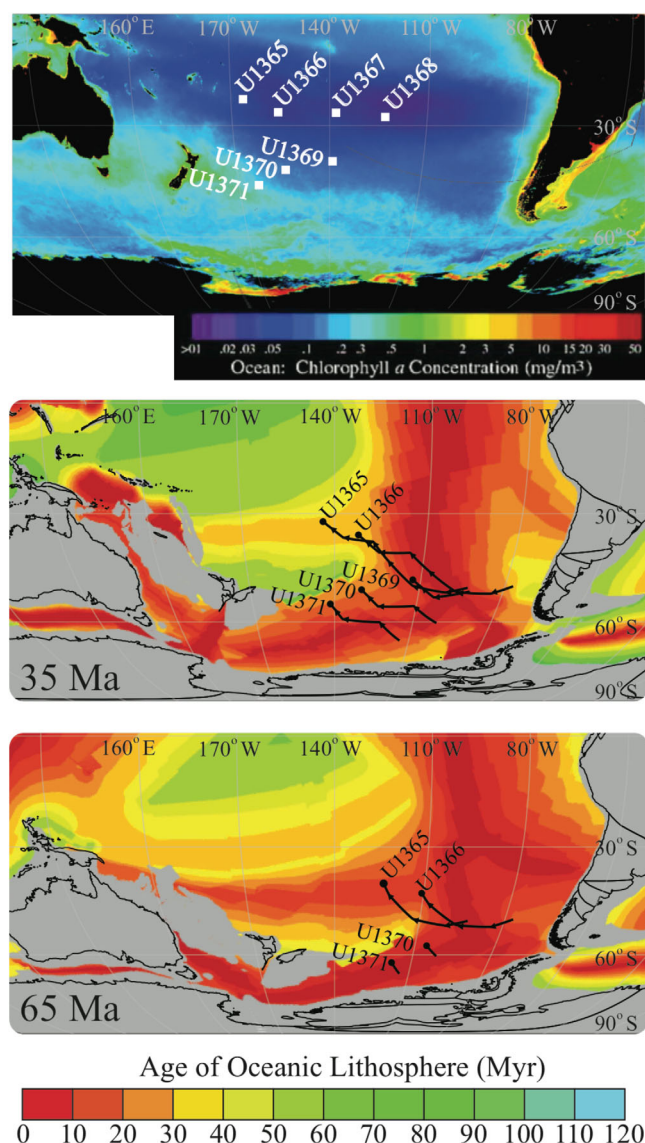 160°E 170°W 140°W 110°W 80°W
U1365
U1366
U1367
U1368
30°S
U1369
U1370
U1371
60°S
90°S
>01 .02 .03 .05 .1 .2 .3 .5 1 2 3 5 10 15 20 30 50
Ocean: Chlorophyll a Concentration (mg/m³)
160°E 170°W 140°W 110°W 80°W
U1365
U1366
30°S
U1369
U1370
U1371
60°S
35 Ma
90°S
160°E 170°W 140°W 110°W 80°W
30°S
U1365
U1366
U1370
U1371
60°S
65 Ma
90°S
Age of Oceanic Lithosphere (Myr)
0 10 20 30 40 50 60 70 80 90 100 110 120